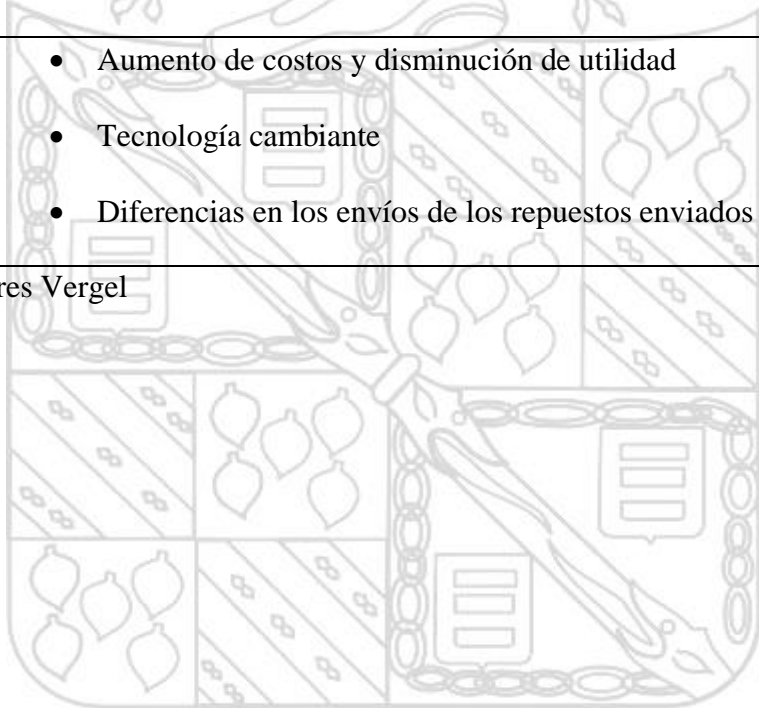 • Aumento de costos y disminución de utilidad
• Tecnología cambiante
• Diferencias en los envíos de los repuestos enviados
res Vergel